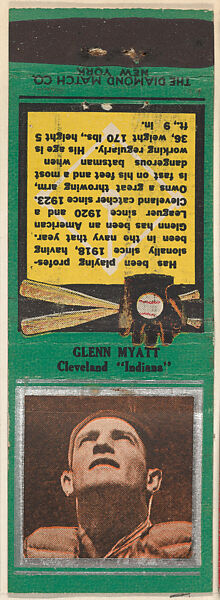 THE DIAMOND MATCH CO.
NEW YORK
Has been playing profes-
sionally since 1918, having
been in the navy that year.
Glenn has been an American
Leaguer since 1920 and a
Cleveland catcher since 1923.
Owns a great throwing arm,
is fast on his feet and a most
dangerous batsman when
working regularly. His age is
36, weight 170 lbs., height 5
ft., 9 in.
GLENN MYATT
Cleveland "Indians"